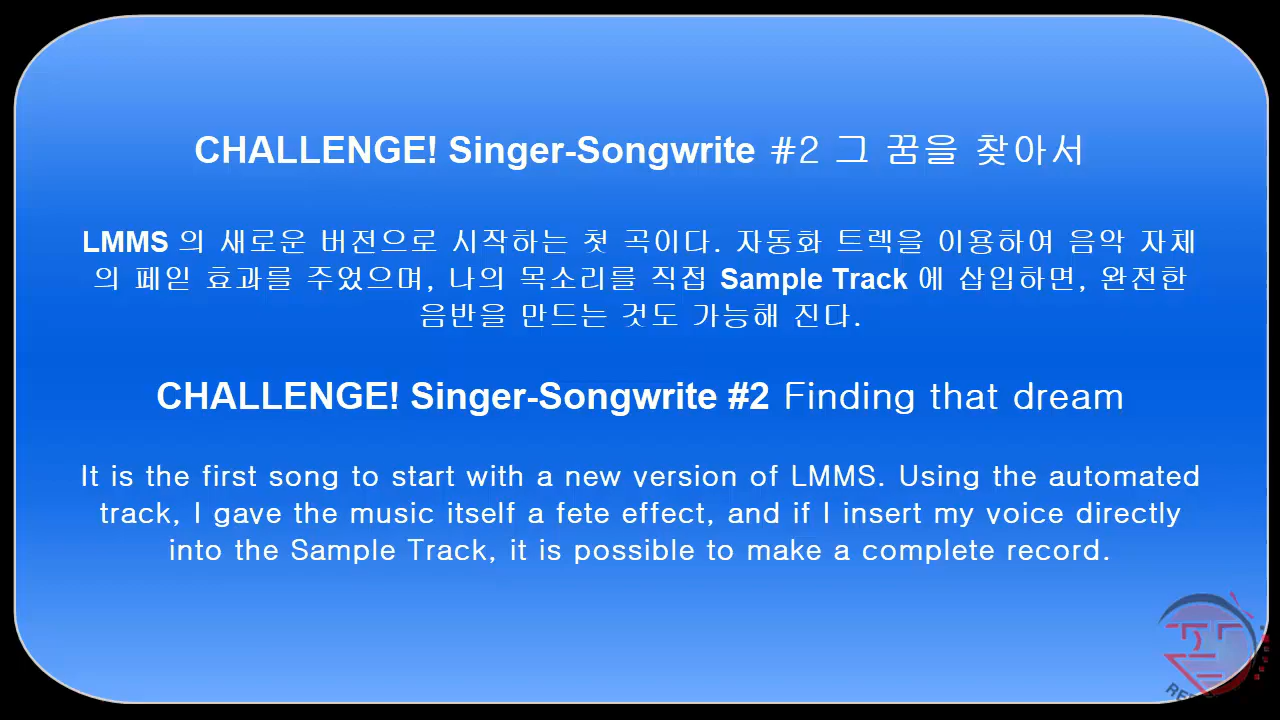 CHALLENGE! Singer-Songwrite #2 그 꿈을 찾아서
LMMS 의 새로운 버전으로 시작하는 첫 곡이다. 자동화 트렉을 이용하여 음악 자체
의 페읻 효과를 주었으며, 나의 목소리를 직접 Sample Track 에 삽입하면, 완전한
음반을 만드는 것도 가능해 진다.
CHALLENGE! Singer-Songwrite #2 Finding that dream
It is the first song to start with a new version of LMMS. Using the automated
track, I gave the music itself a fete effect, and if I insert my voice directly
into the Sample Track, it is possible to make a complete record.